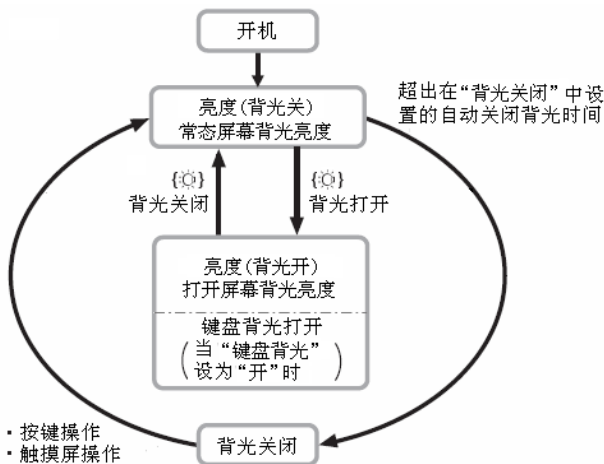 开机
亮度(背光关)
常态屏幕背光亮度
超出在“背光关闭”中设
置的自动关闭背光时间
背光关闭
背光打开
亮度(背光开)
打开屏幕背光亮度
键盘背光打开
(当“键盘背光”
设为“开”时)
·按键操作
·触摸屏操作
背光关闭